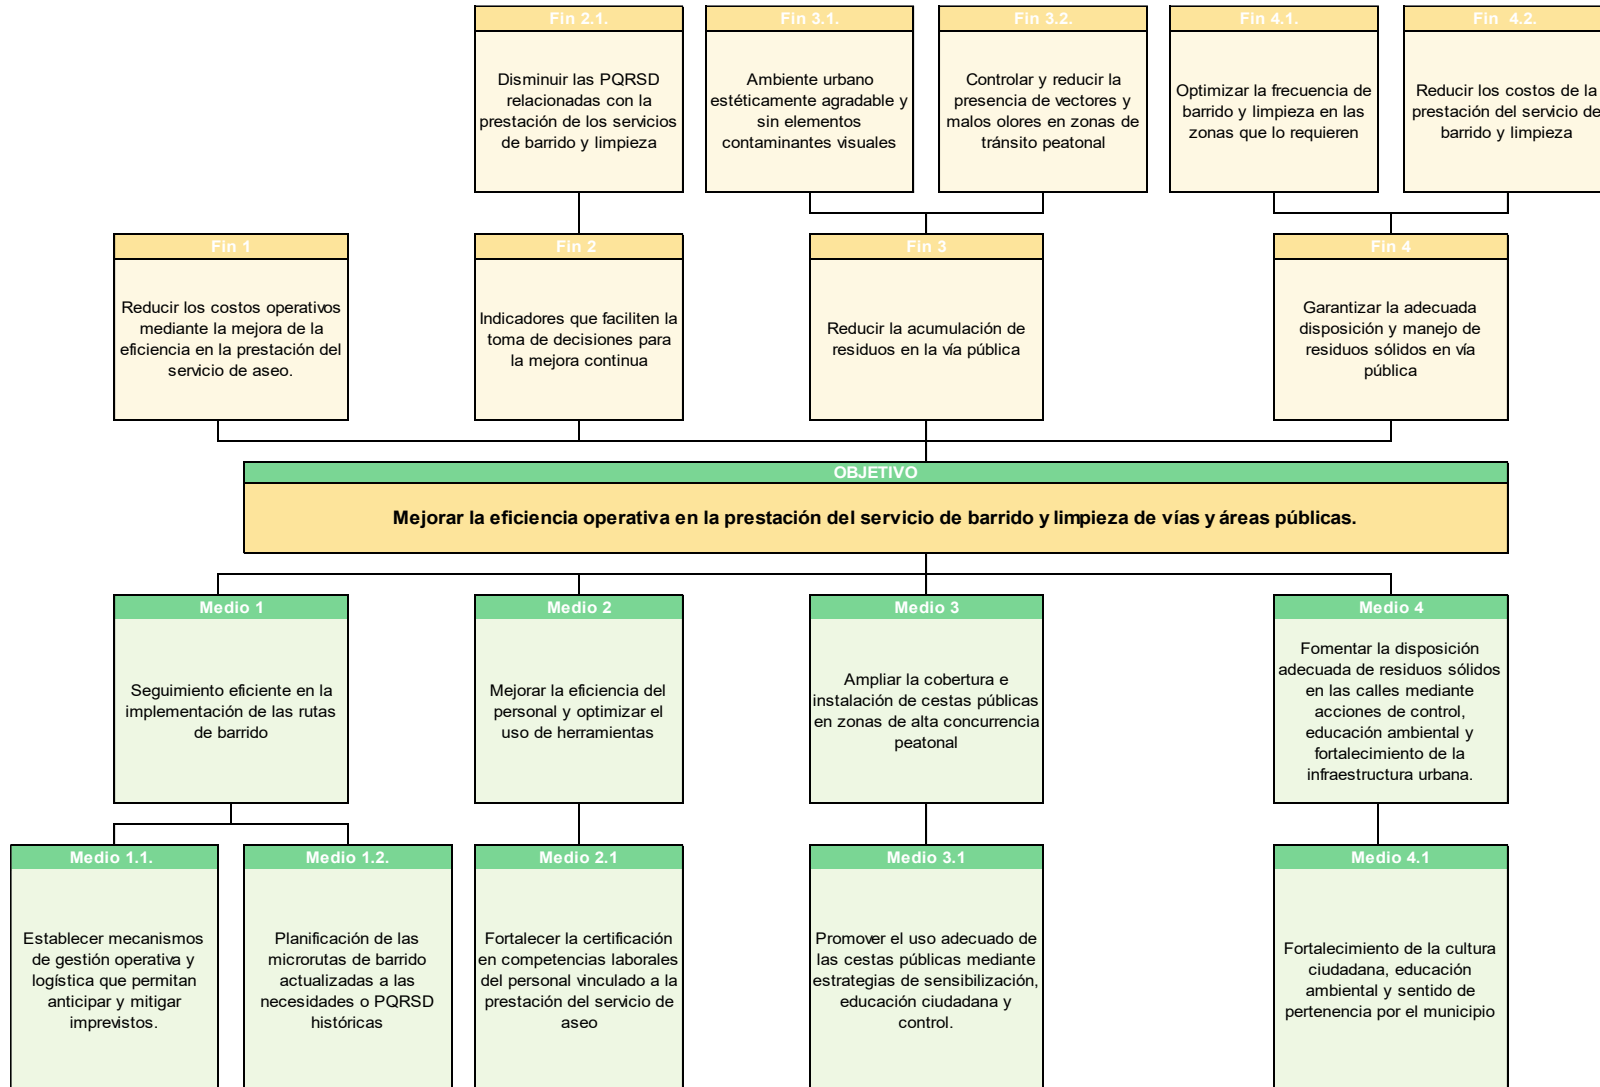 Fin 2.1.
Disminuir las PQRSD
relacionadas con la
prestación de los servicios
de barrido y limpieza
Fin 3.1.
Ambiente urbano
estéticamente agradable y
sin elementos
contaminantes visuales
Fin 3.2.
Controlar y reducir la
presencia de vectores y
malos olores en zonas de
tránsito peatonal
Fin 4.1.
Optimizar la frecuencia de
barrido y limpieza en las
zonas que lo requieren
Fin 4.2.
Reducir los costos de la
prestación del servicio de
barrido y limpieza
Fin 1
Reducir los costos operativos
mediante la mejora de la
eficiencia en la prestación del
servicio de aseo.
Fin 2
Indicadores que faciliten la
toma de decisiones para
la mejora continua
Fin 3
Reducir la acumulación de
residuos en la vía pública
Fin 4
Garantizar la adecuada
disposición y manejo de
residuos sólidos en vía
pública
OBJETIVO
Mejorar la eficiencia operativa en la prestación del servicio de barrido y limpieza de vías y áreas públicas.
Medio 1
Seguimiento eficiente en la
implementación de las rutas
de barrido
Medio 2
Mejorar la eficiencia del
personal y optimizar el
uso de herramientas
Medio 3
Ampliar la cobertura e
instalación de cestas públicas
en zonas de alta concurrencia
peatonal
Medio 4
Fomentar la disposición
adecuada de residuos sólidos
en las calles mediante
acciones de control,
educación ambiental y
fortalecimiento de la
infraestructura urbana.
Medio 1.1.
Establecer mecanismos
de gestión operativa y
logística que permitan
anticipar y mitigar
imprevistos.
Medio 1.2.
Planificación de las
microrutas de barrido
actualizadas a las
necesidades o PQRSD
históricas
Medio 2.1
Fortalecer la certificación
en competencias laborales
del personal vinculado a la
prestación del servicio de
aseo
Medio 3.1
Promover el uso adecuado de
las cestas públicas mediante
estrategias de sensibilización,
educación ciudadana y
control.
Medio 4.1
Fortalecimiento de la cultura
ciudadana, educación
ambiental y sentido de
pertenencia por el municipio